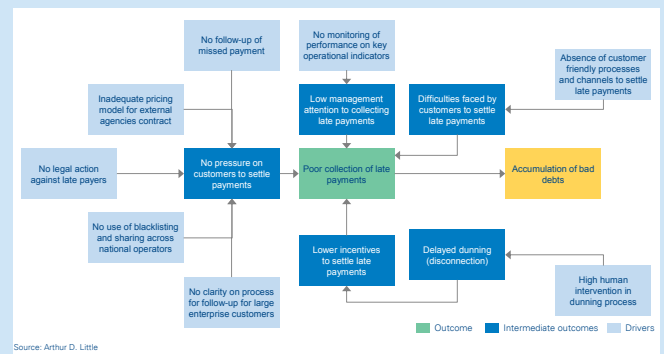 No follow-up of
missed payment
No monitoring of
performance on key
operational indicators
Absence of customer
friendly processes
and channels to settle
late payments
Inadequate pricing
model for external
agencies contract
Low management
attention to collecting
late payments
Difficulties faced by
customers to settle
late payments
No legal action
against late payers
No pressure on
customers to settle
payments
Poor collection of late
payments
Accumulation of bad
debts
No use of blacklisting
and sharing across
national operators
Lower incentives
to settle late
payments
Delayed dunning
(disconnection)
No clarity on process
for follow-up for large
enterprise customers
High human
intervention in
dunning process
Outcome
Intermediate outcomes
Drivers
Source: Arthur D. Little